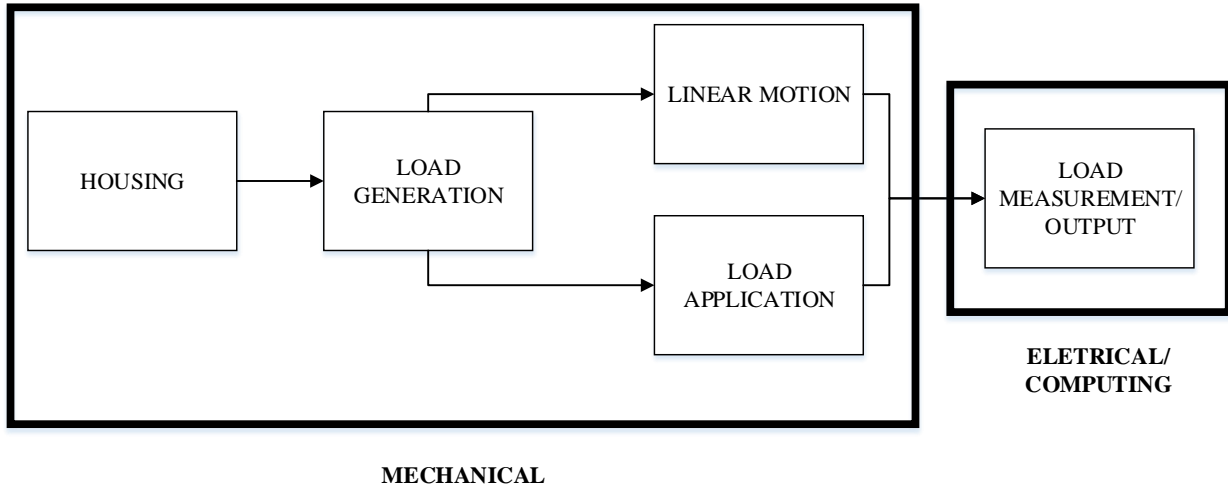 HOUSING
LOAD
GENERATION
LINEAR MOTION
LOAD
APPLICATION
LOAD
MEASUREMENT/
OUTPUT
ELETRICAL/
COMPUTING
MECHANICAL